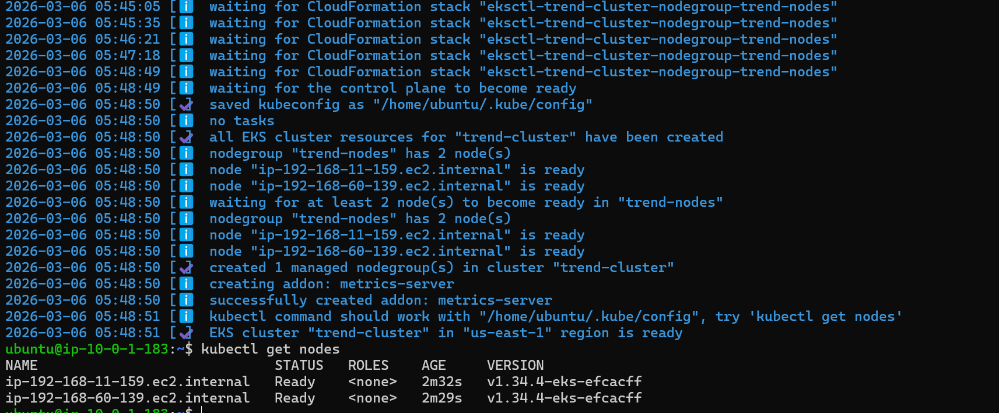 2026-03-06 05:45:05 [ℹ]  waiting for CloudFormation stack "eksctl-trend-cluster-nodegroup-trend-nodes"
2026-03-06 05:45:35 [ℹ]  waiting for CloudFormation stack "eksctl-trend-cluster-nodegroup-trend-nodes"
2026-03-06 05:46:21 [ℹ]  waiting for CloudFormation stack "eksctl-trend-cluster-nodegroup-trend-nodes"
2026-03-06 05:47:18 [ℹ]  waiting for CloudFormation stack "eksctl-trend-cluster-nodegroup-trend-nodes"
2026-03-06 05:48:49 [ℹ]  waiting for CloudFormation stack "eksctl-trend-cluster-nodegroup-trend-nodes"
2026-03-06 05:48:49 [ℹ]  waiting for the control plane to become ready
2026-03-06 05:48:50 [✔]  saved kubeconfig as "/home/ubuntu/.kube/config"
2026-03-06 05:48:50 [ℹ]  no tasks
2026-03-06 05:48:50 [✔]  all EKS cluster resources for "trend-cluster" have been created
2026-03-06 05:48:50 [ℹ]  nodegroup "trend-nodes" has 2 node(s)
2026-03-06 05:48:50 [ℹ]  node "ip-192-168-11-159.ec2.internal" is ready
2026-03-06 05:48:50 [ℹ]  node "ip-192-168-60-139.ec2.internal" is ready
2026-03-06 05:48:50 [ℹ]  waiting for at least 2 node(s) to become ready in "trend-nodes"
2026-03-06 05:48:50 [ℹ]  nodegroup "trend-nodes" has 2 node(s)
2026-03-06 05:48:50 [ℹ]  node "ip-192-168-11-159.ec2.internal" is ready
2026-03-06 05:48:50 [ℹ]  node "ip-192-168-60-139.ec2.internal" is ready
2026-03-06 05:48:50 [✔]  created 1 managed nodegroup(s) in cluster "trend-cluster"
2026-03-06 05:48:50 [ℹ]  creating addon: metrics-server
2026-03-06 05:48:50 [ℹ]  successfully created addon: metrics-server
2026-03-06 05:48:51 [ℹ]  kubectl command should work with "/home/ubuntu/.kube/config", try 'kubectl get nodes'
2026-03-06 05:48:51 [✔]  EKS cluster "trend-cluster" in "us-east-1" region is ready
ubuntu@ip-10-0-1-183:~$ kubectl get nodes
NAME                             STATUS   ROLES    AGE     VERSION
ip-192-168-11-159.ec2.internal   Ready    <none>   2m32s   v1.34.4-eks-efcacff
ip-192-168-60-139.ec2.internal   Ready    <none>   2m29s   v1.34.4-eks-efcacff
ubuntu@ip-10-0-1-183:~$